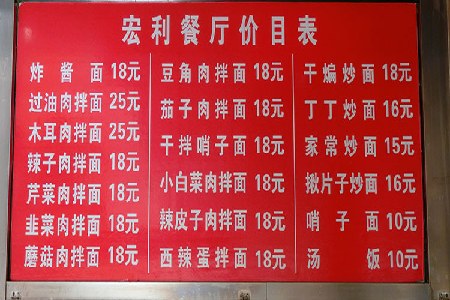 宏利餐厅价目表
炸酱面 18元
过油肉拌面 25元
木耳肉拌面 25元
辣子肉拌面 18元
芹菜肉拌面 18元
韭菜肉拌面 18元
蘑菇肉拌面 18元
豆角肉拌面 18元
茄子肉拌面 18元
干拌哨子面 18元
小白菜肉拌面 18元
辣皮子肉拌面 18元
西辣蛋拌面 18元
干煸炒面 18元
丁丁炒面 16元
家常炒面 15元
揪片子炒面 16元
哨子面 10元
汤饭 10元